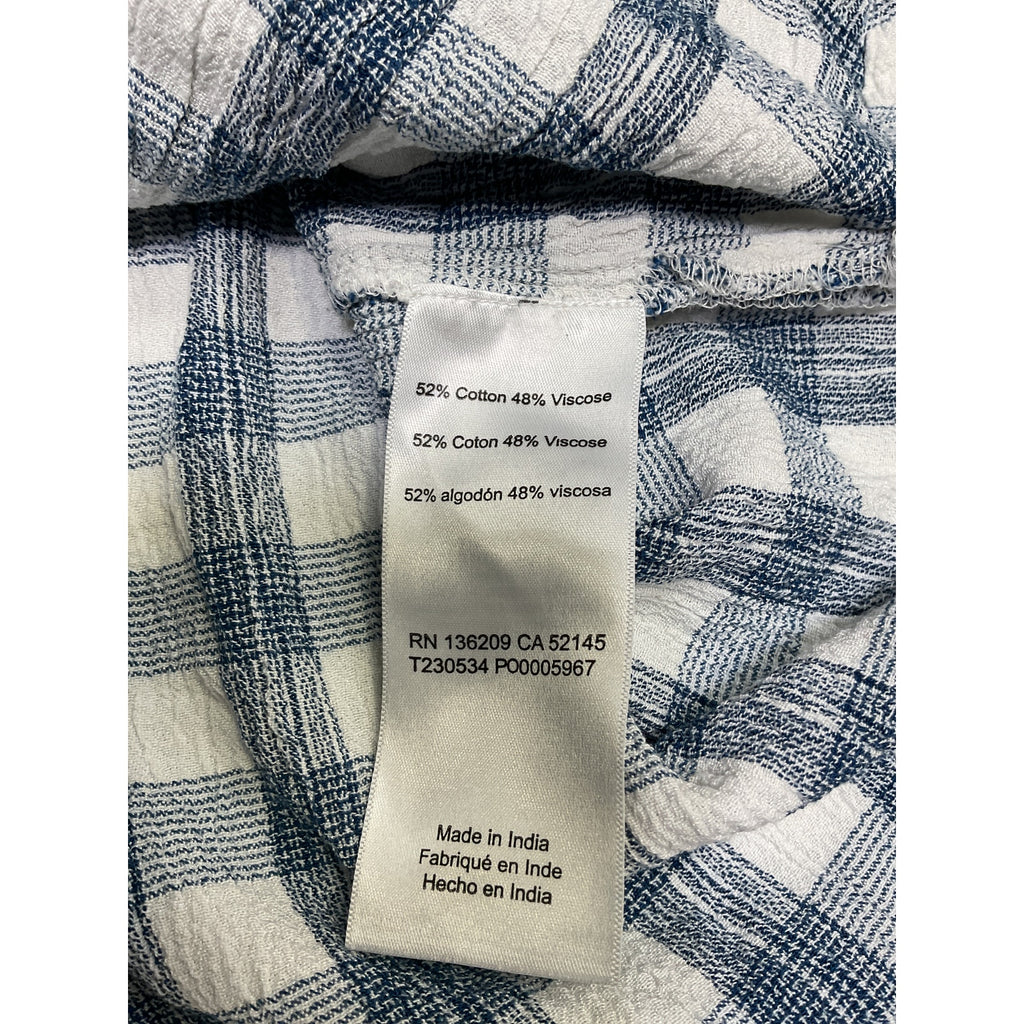 52% Cotton 48% Viscose
52% Coton 48% Viscose
52% algodón 48% viscosa
RN 136209 CA 52145
T230534 PO0005967
Made in India
Fabriqué en Inde
Hecho en India